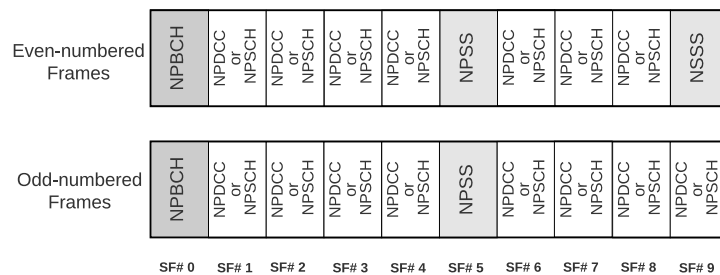 Even-numbered
Frames
NPBCH
NPDCC
or
NPSCH
NPDCC
or
NPSCH
NPDCC
or
NPSCH
NPDCC
or
NPSCH
NPSS
NPDCC
or
NPSCH
NPDCC
or
NPSCH
NPDCC
or
NPSCH
NSSS
Odd-numbered
Frames
NPBCH
NPDCC
or
NPSCH
NPDCC
or
NPSCH
NPDCC
or
NPSCH
NPDCC
or
NPSCH
NPSS
NPDCC
or
NPSCH
NPDCC
or
NPSCH
NPDCC
or
NPSCH
NPDCC
or
NPSCH
SF# 0 SF# 1 SF# 2 SF# 3 SF# 4 SF# 5 SF# 6 SF# 7 SF# 8 SF# 9